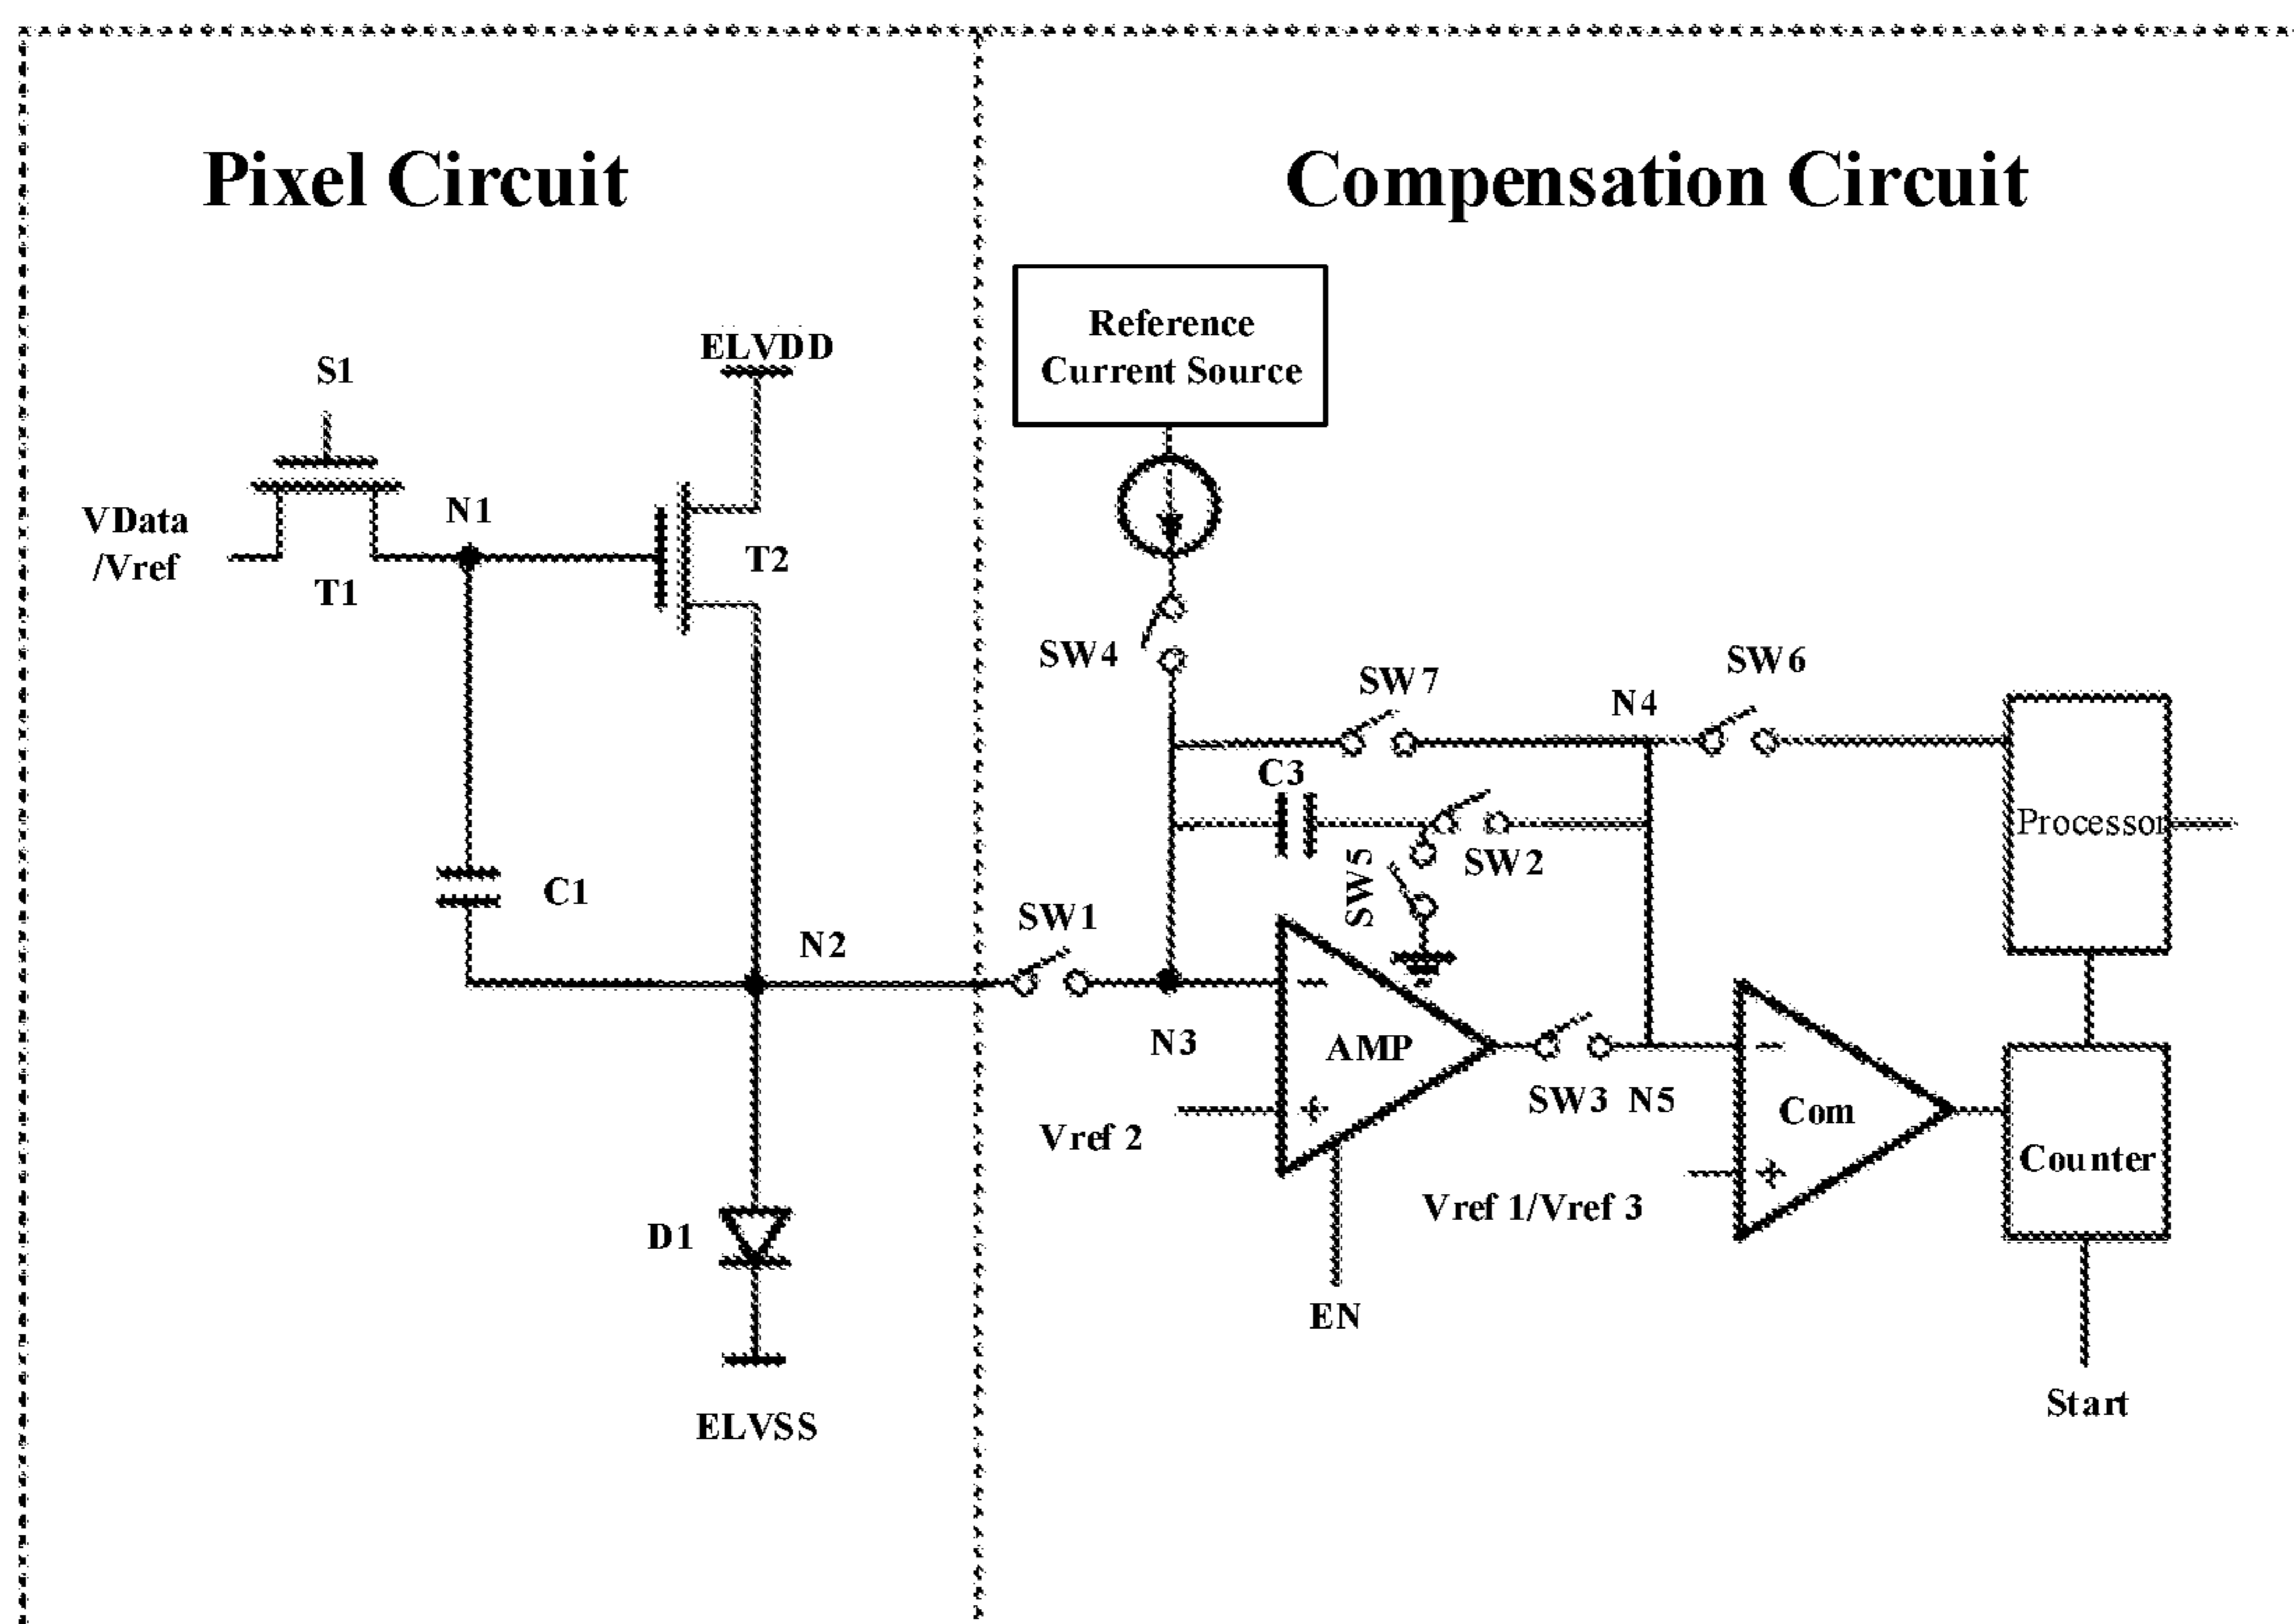 Pixel Circuit
Compensation Circuit
Reference
Current Source
ELVDD
S1
VData
/Vref
N1
T1
T2
SW4
SW7
N4
SW6
C3
Processor
SW5
SW2
C1
SW1
N2
N3
AMP
SW3 N5
Com
Vref 2
Counter
Vref 1/Vref 3
D1
EN
Start
ELVSS